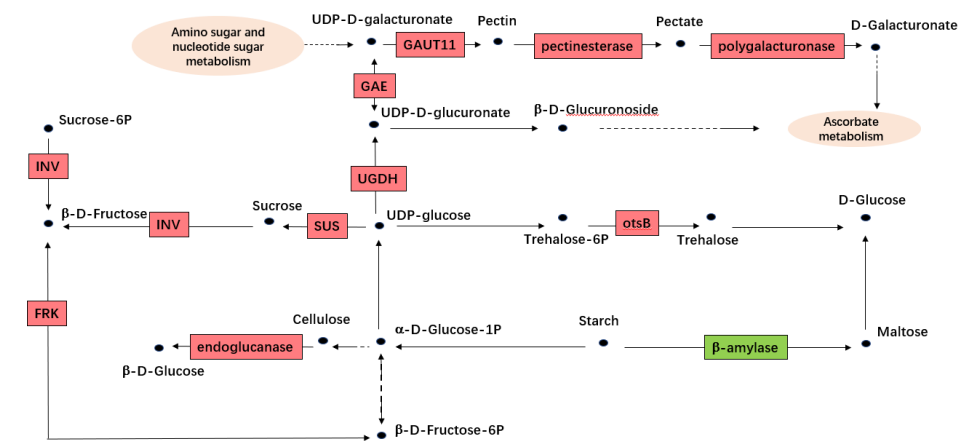 UDP-D-galacturonate
Pectin
Pectate
D-Galacturonate
Amino sugar and
nucleotide sugar
metabolism
GAUT11
pectinesterase
polygalacturonase
GAE
UDP-D-glucuronate
β-D-Glucuronoside
Sucrose-6P
Ascorbate
metabolism
INV
UGDH
β-D-Fructose
INV
Sucrose
SUS
UDP-glucose
Trehalose-6P
otsB
Trehalose
D-Glucose
FRK
Cellulose
α-D-Glucose-1P
Starch
Maltose
endoglucanase
β-amylase
β-D-Glucose
β-D-Fructose-6P